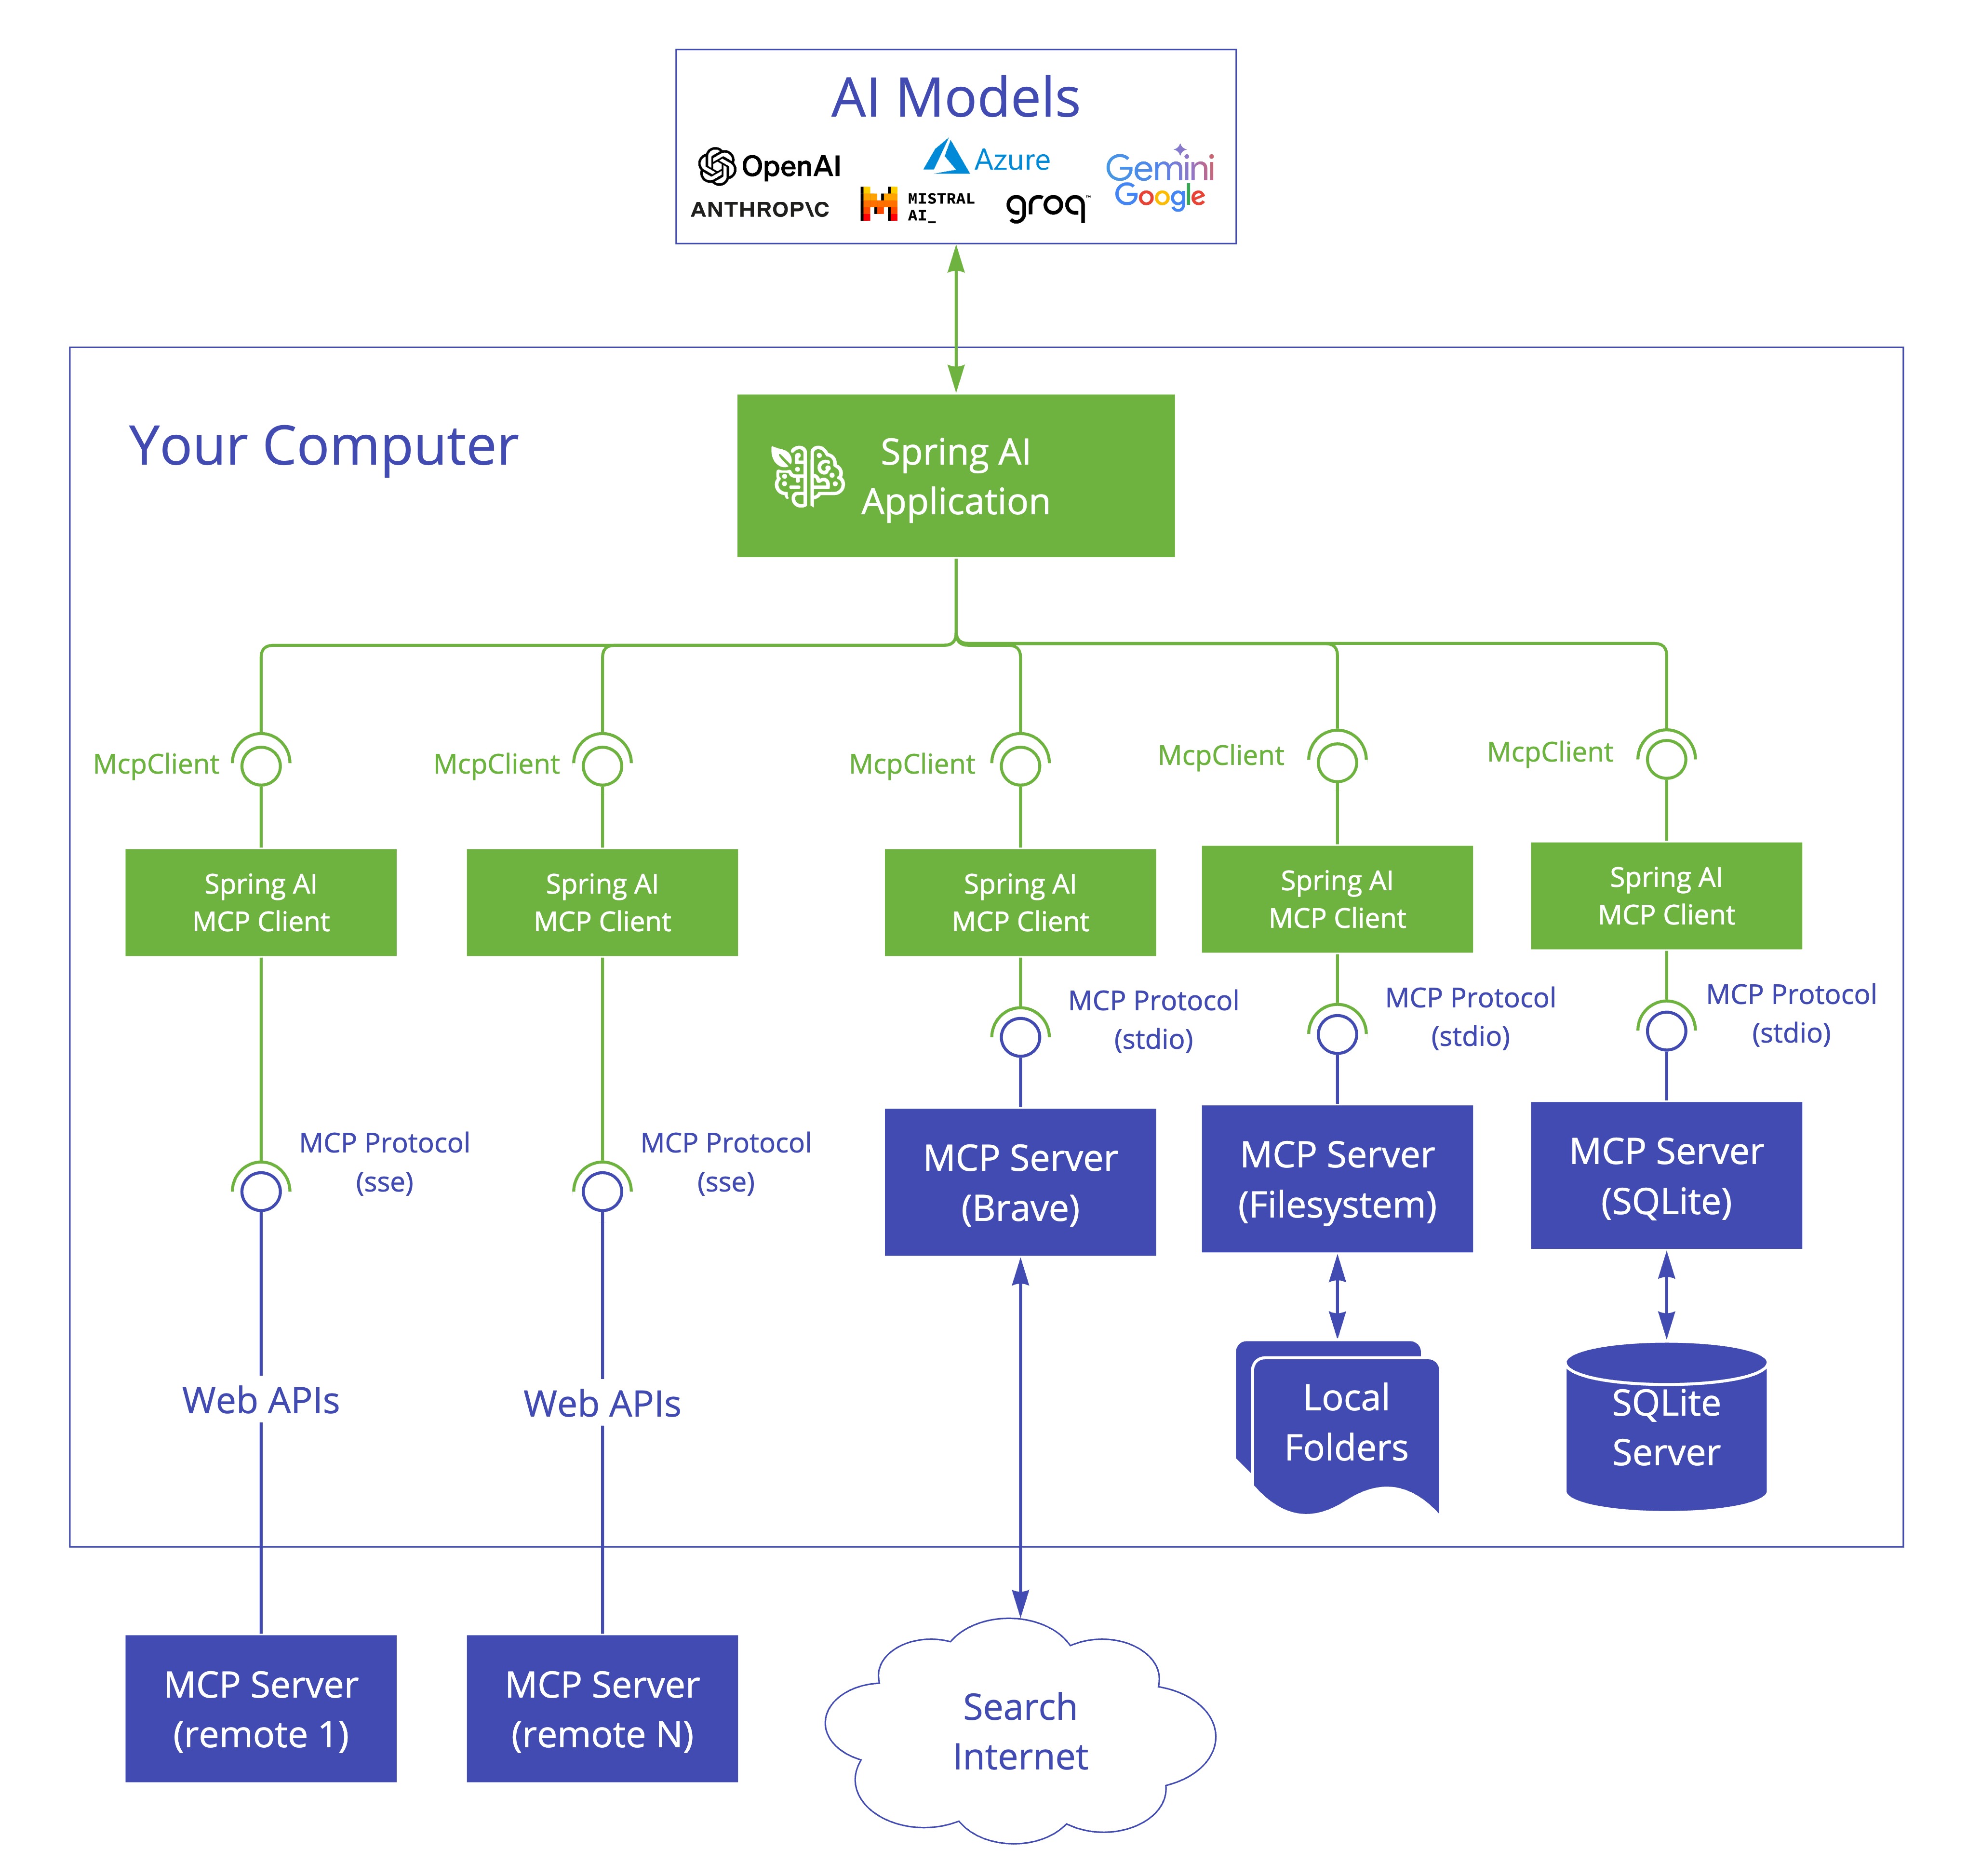 AI Models
OpenAI
Azure
Gemini
Google
ANTHROP\C
MISTRAL
AI_
groq™
Your Computer
Spring AI
Application
McpClient
McpClient
McpClient
McpClient
McpClient
Spring AI
MCP Client
Spring AI
MCP Client
Spring AI
MCP Client
Spring AI
MCP Client
Spring AI
MCP Client
MCP Protocol
(stdio)
MCP Protocol
(stdio)
MCP Protocol
(stdio)
MCP Protocol
(sse)
MCP Protocol
(sse)
MCP Server
(Brave)
MCP Server
(Filesystem)
MCP Server
(SQLite)
Web APIs
Web APIs
Local
Folders
SQLite
Server
MCP Server
(remote 1)
MCP Server
(remote N)
Search
Internet